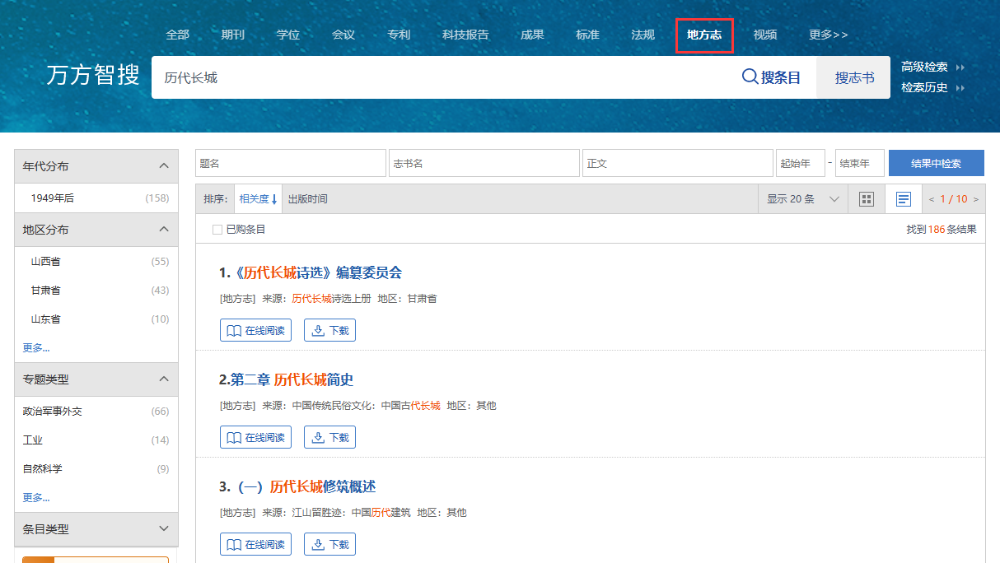 全部 期刊 学位 会议 专利 科技报告 成果 标准 法规 地方志 视频 更多>>
万方智搜 历代长城 搜条目 搜志书
高级检索
检索历史
年代分布
1949年后 (158)
地区分布
山西省 (55)
甘肃省 (43)
山东省 (10)
更多...
专题类型
政治军事外交 (66)
工业 (14)
自然科学 (9)
更多...
条目类型
题名 志书名 正文 起始年 - 结束年 结果中检索
排序: 相关度 出版时间 显示 20 条 < 1 / 10 >
已购条目 找到186条结果
1.《历代长城诗选》编篡委员会
[地方志] 来源：历代长城诗选上册 地区：甘肃省
在线阅读 下载
2.第二章 历代长城简史
[地方志] 来源：中国传统民俗文化：中国古代长城 地区：其他
在线阅读 下载
3.（一）历代长城修筑概述
[地方志] 来源：江山留胜迹：中国历代建筑 地区：其他
在线阅读 下载